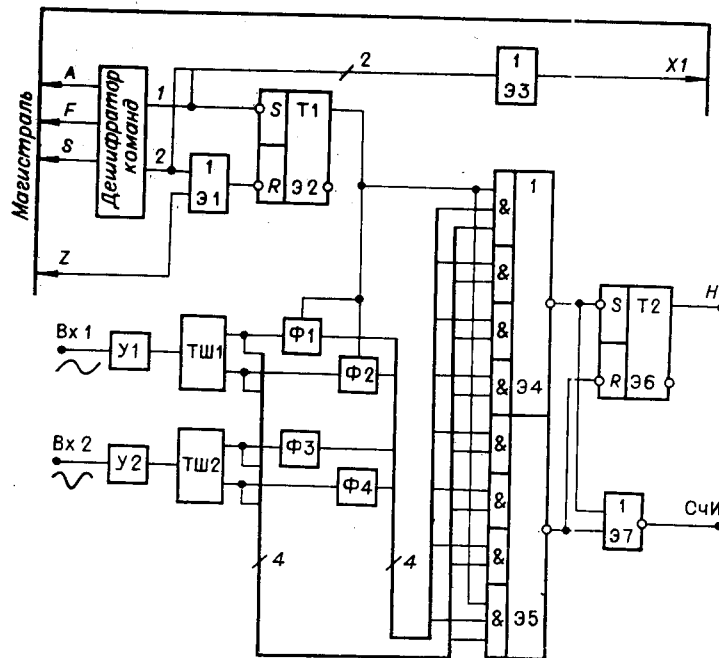 Магистраль
A
F
S
Z
Дешифратор команд
1
2
2
1
Э3
X1
1
Э1
S
T1
R
Э2
&
&
&
&
&
&
&
&
1
Э4
Э5
S
T2
R
Э6
Н
1
Э7
СчИ
Вх 1
У1
ТШ1
Ф1
Ф2
Вх 2
У2
ТШ2
Ф3
Ф4
4
4